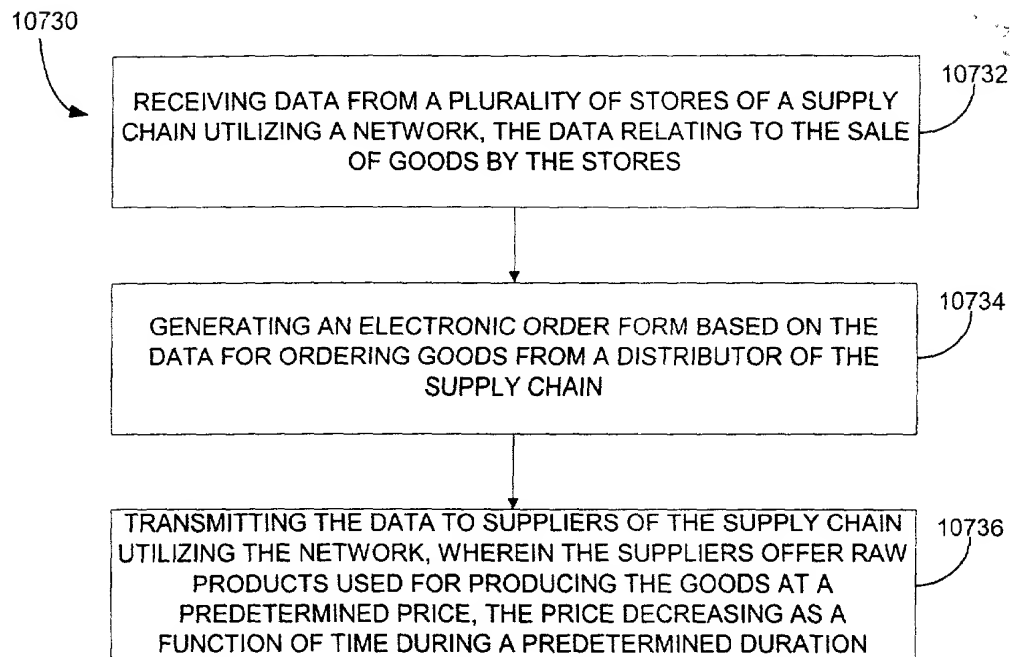 10730
10732
RECEIVING DATA FROM A PLURALITY OF STORES OF A SUPPLY
CHAIN UTILIZING A NETWORK, THE DATA RELATING TO THE SALE
OF GOODS BY THE STORES
10734
GENERATING AN ELECTRONIC ORDER FORM BASED ON THE
DATA FOR ORDERING GOODS FROM A DISTRIBUTOR OF THE
SUPPLY CHAIN
10736
TRANSMITTING THE DATA TO SUPPLIERS OF THE SUPPLY CHAIN
UTILIZING THE NETWORK, WHEREIN THE SUPPLIERS OFFER RAW
PRODUCTS USED FOR PRODUCING THE GOODS AT A
PREDETERMINED PRICE, THE PRICE DECREASING AS A
FUNCTION OF TIME DURING A PREDETERMINED DURATION